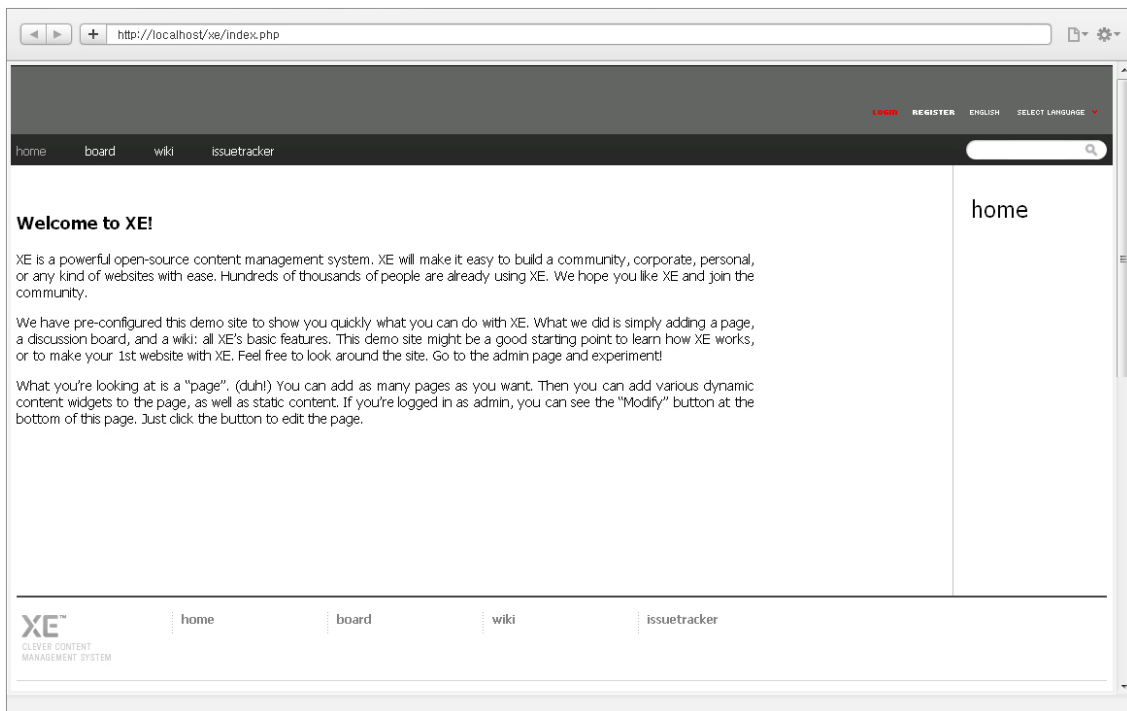 http://localhost/xe/index.php
LOGIN REGISTER ENGLISH SELECT LANGUAGE
home board wiki issuetracker
home
Welcome to XE!
XE is a powerful open-source content management system. XE will make it easy to build a community, corporate, personal,
or any kind of websites with ease. Hundreds of thousands of people are already using XE. We hope you like XE and join the
community.
We have pre-configured this demo site to show you quickly what you can do with XE. What we did is simply adding a page,
a discussion board, and a wiki: all XE's basic features. This demo site might be a good starting point to learn how XE works,
or to make your 1st website with XE. Feel free to look around the site. Go to the admin page and experiment!
What you're looking at is a “page”. (duh!) You can add as many pages as you want. Then you can add various dynamic
content widgets to the page, as well as static content. If you're logged in as admin, you can see the “Modify” button at the
bottom of this page. Just click the button to edit the page.
XE™
CLEVER CONTENT
MANAGEMENT SYSTEM
home board wiki issuetracker